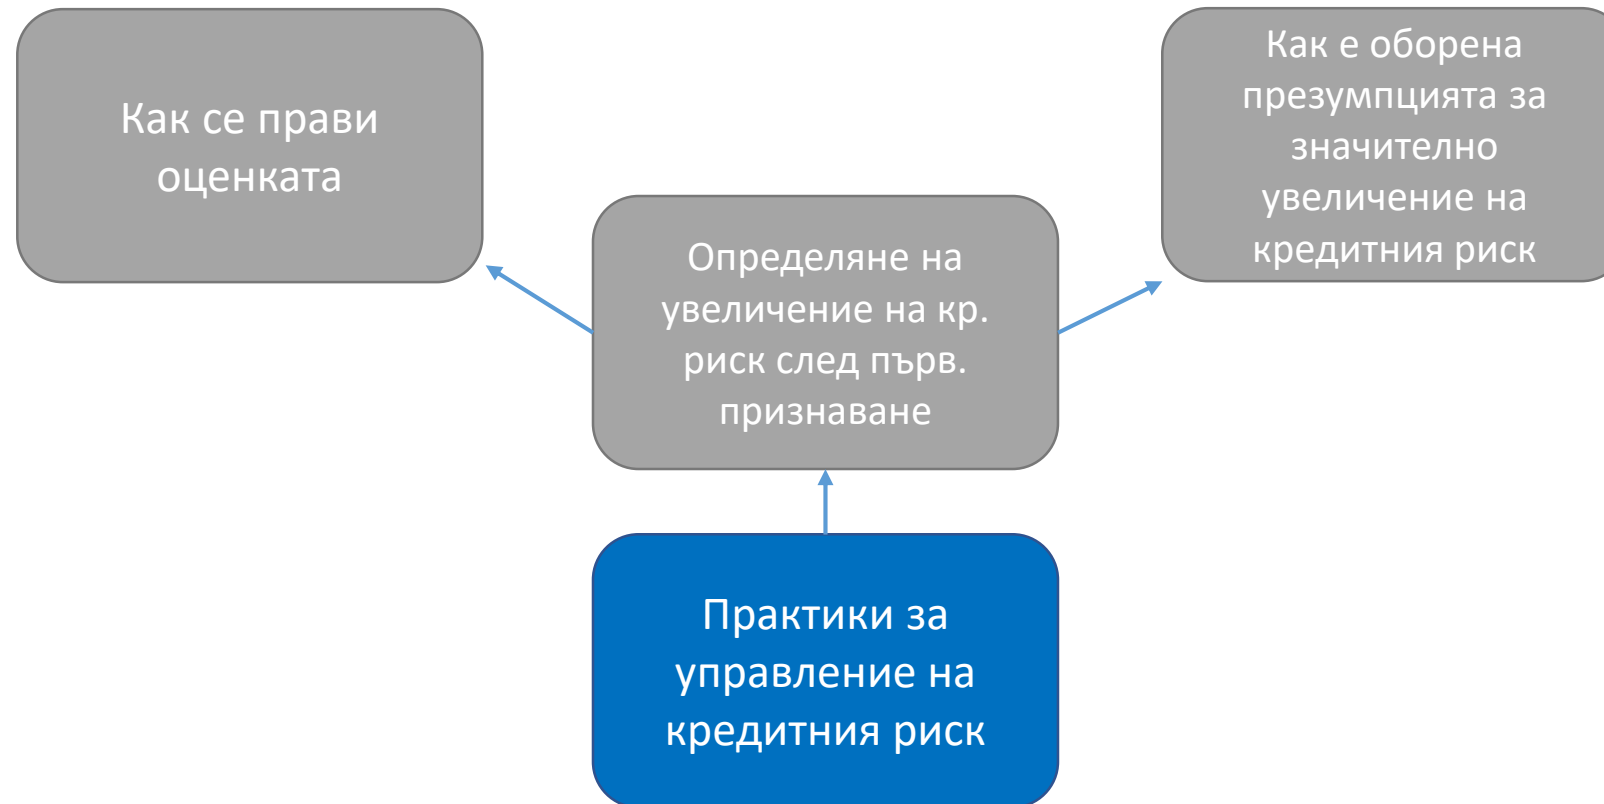 Как се прави
оценката
Как е оборена
презумпцията за
значително
увеличение на
кредитния риск
Определяне на
увеличение на кр.
риск след първ.
признаване
Практики за
управление на
кредитния риск